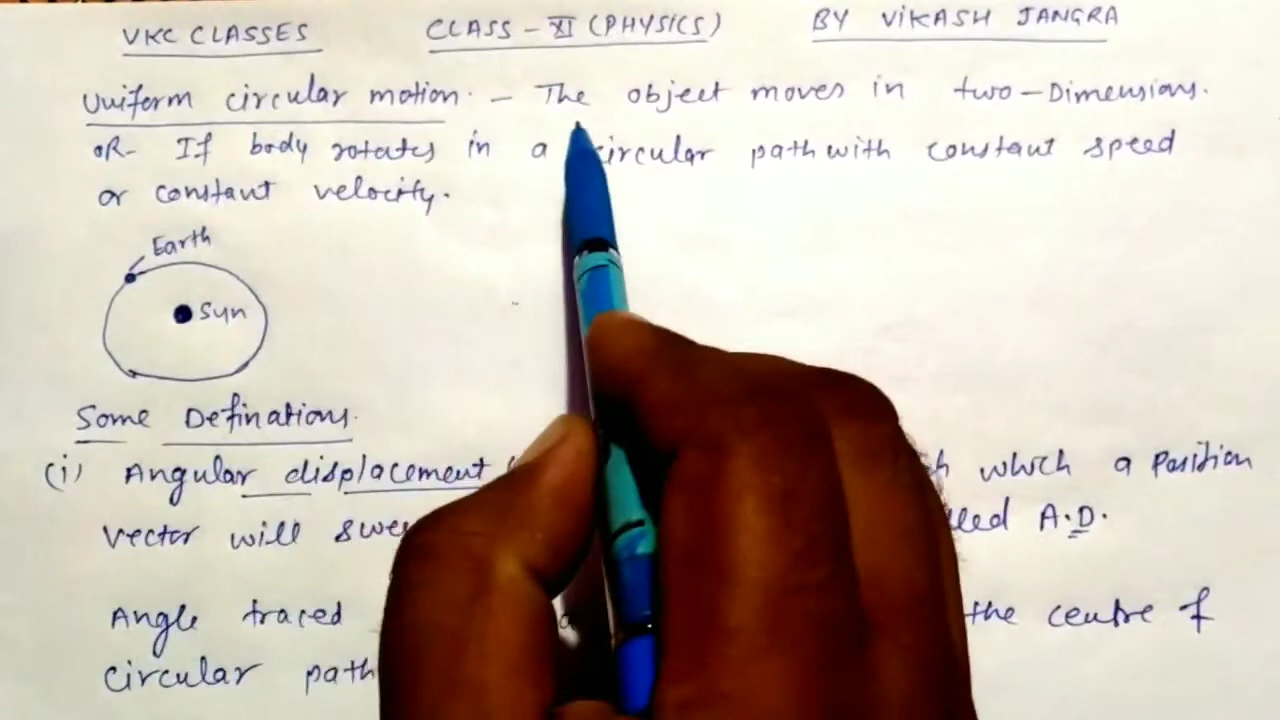 VKC CLASSES CLASS - XI (PHYSICS) BY VIKASH JANGRA
Uniform circular motion. - The object moves in two-Dimensions.
OR- If body rotates in a circular path with constant speed
or constant velocity.
Earth
Sun
Some Definations.
(i) Angular displacement which a Position
vector will A.D.
Angle traced the centre of
circular path